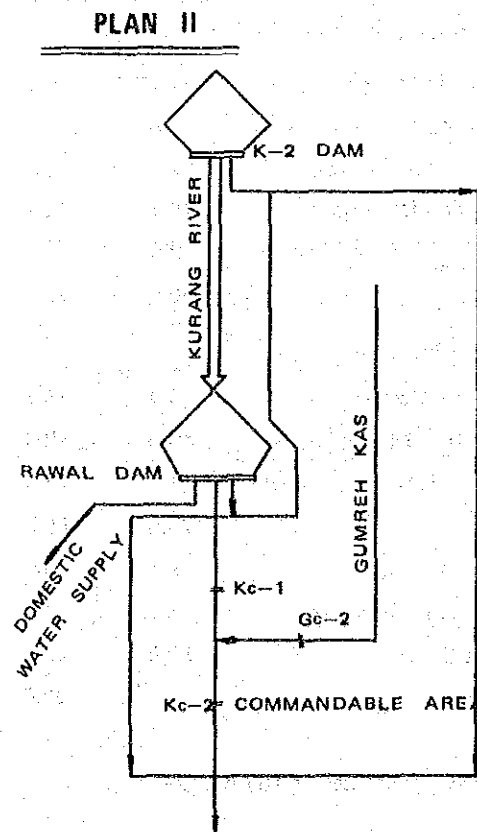 PLAN II
K-2 DAM
KURANG RIVER
RAWAL DAM
GUMREH KAS
DOMESTIC
WATER SUPPLY
Kc-1
Gc-2
Kc-2 COMMANDABLE AREA